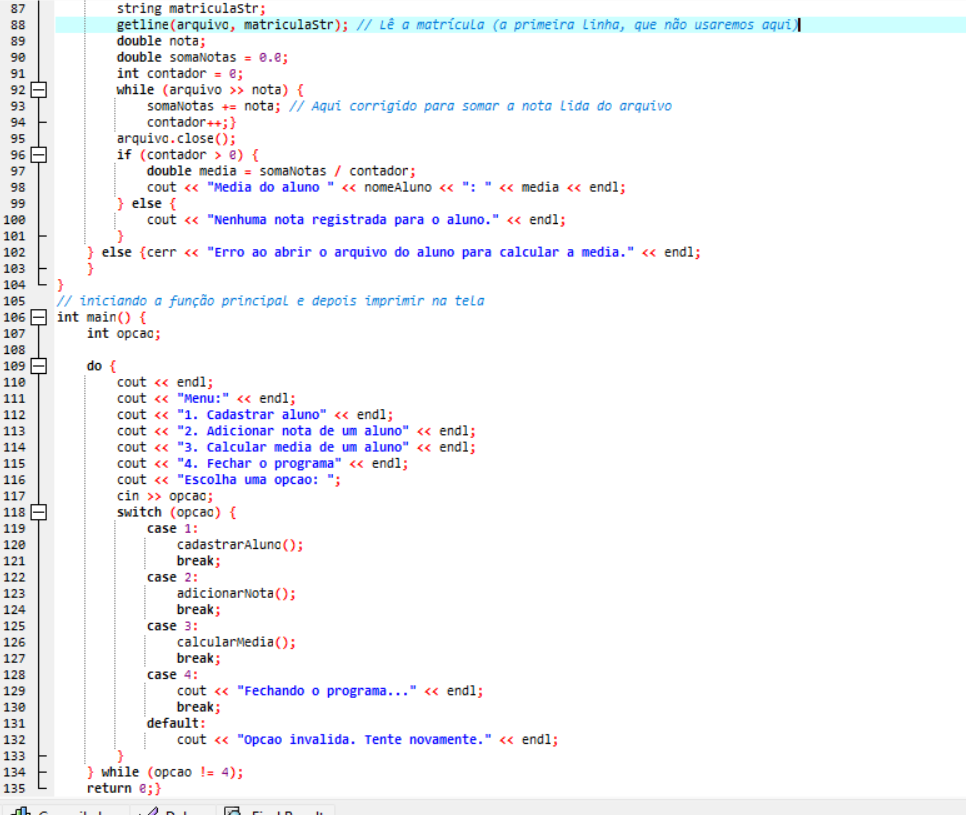 87 string matriculaStr;
88 getline(arquivo, matriculaStr); // Lê a matrícula (a primeira linha, que não usaremos aqui)
89 double nota;
90 double somaNotas = 0.0;
91 int contador = 0;
92 while (arquivo >> nota) {
93 somaNotas += nota; // Aqui corrigido para somar a nota lida do arquivo
94 contador++;}
95 arquivo.close();
96 if (contador > 0) {
97 double media = somaNotas / contador;
98 cout << "Media do aluno " << nomeAluno << ": " << media << endl;
99 } else {
100 cout << "Nenhuma nota registrada para o aluno." << endl;
101 }
102 } else {cerr << "Erro ao abrir o arquivo do aluno para calcular a media." << endl;
103 }
104 }
105 // iniciando a função principal e depois imprimir na tela
106 int main() {
107 int opcao;
108
109 do {
110 cout << endl;
111 cout << "Menu:" << endl;
112 cout << "1. Cadastrar aluno" << endl;
113 cout << "2. Adicionar nota de um aluno" << endl;
114 cout << "3. Calcular media de um aluno" << endl;
115 cout << "4. Fechar o programa" << endl;
116 cout << "Escolha uma opcao: ";
117 cin >> opcao;
118 switch (opcao) {
119 case 1:
120 cadastrarAluno();
121 break;
122 case 2:
123 adicionarNota();
124 break;
125 case 3:
126 calcularMedia();
127 break;
128 case 4:
129 cout << "Fechando o programa..." << endl;
130 break;
131 default:
132 cout << "Opcao invalida. Tente novamente." << endl;
133 }
134 } while (opcao != 4);
135 return 0;}